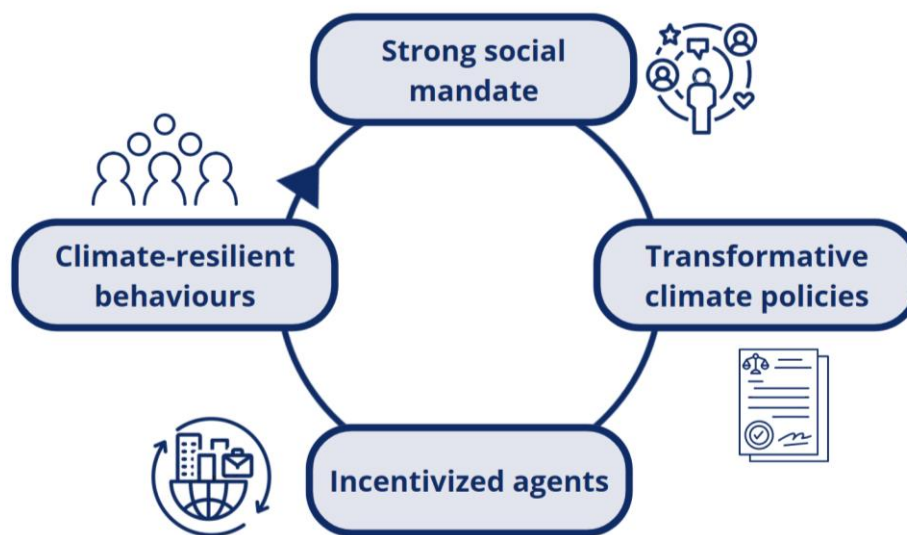 Strong social
mandate
Climate-resilient
behaviours
Transformative
climate policies
Incentivized agents